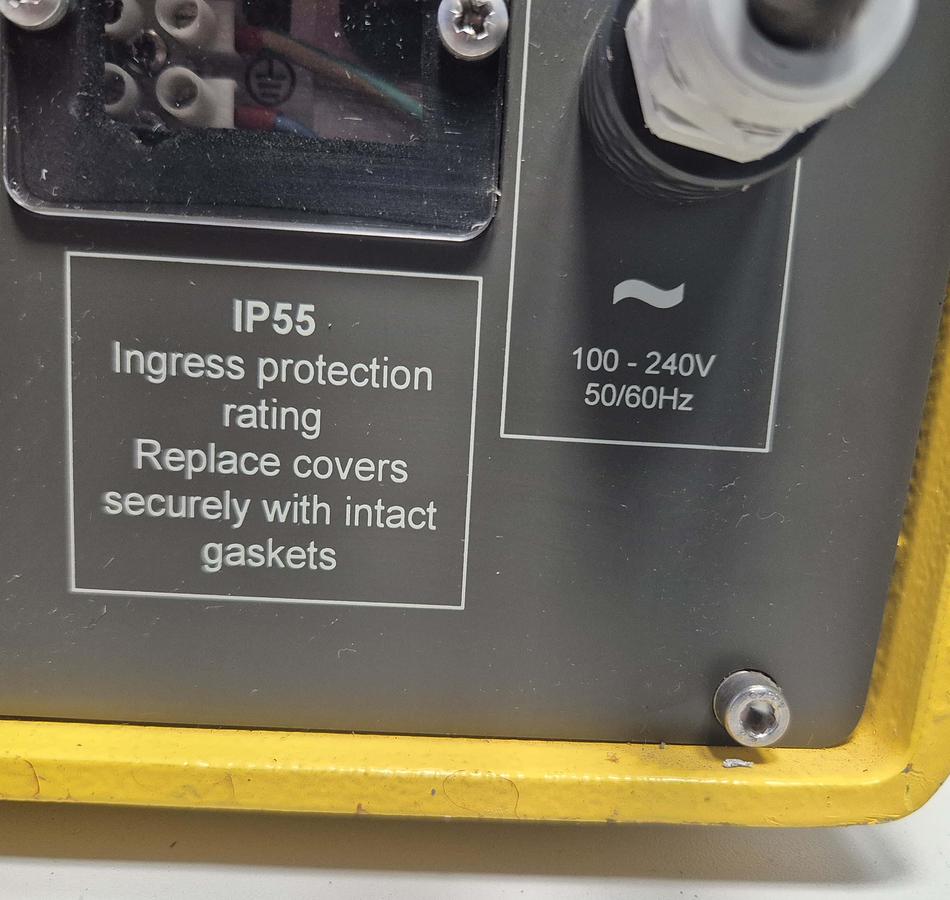 IP55
Ingress protection
rating
Replace covers
securely with intact
gaskets
~
100 - 240V
50/60Hz